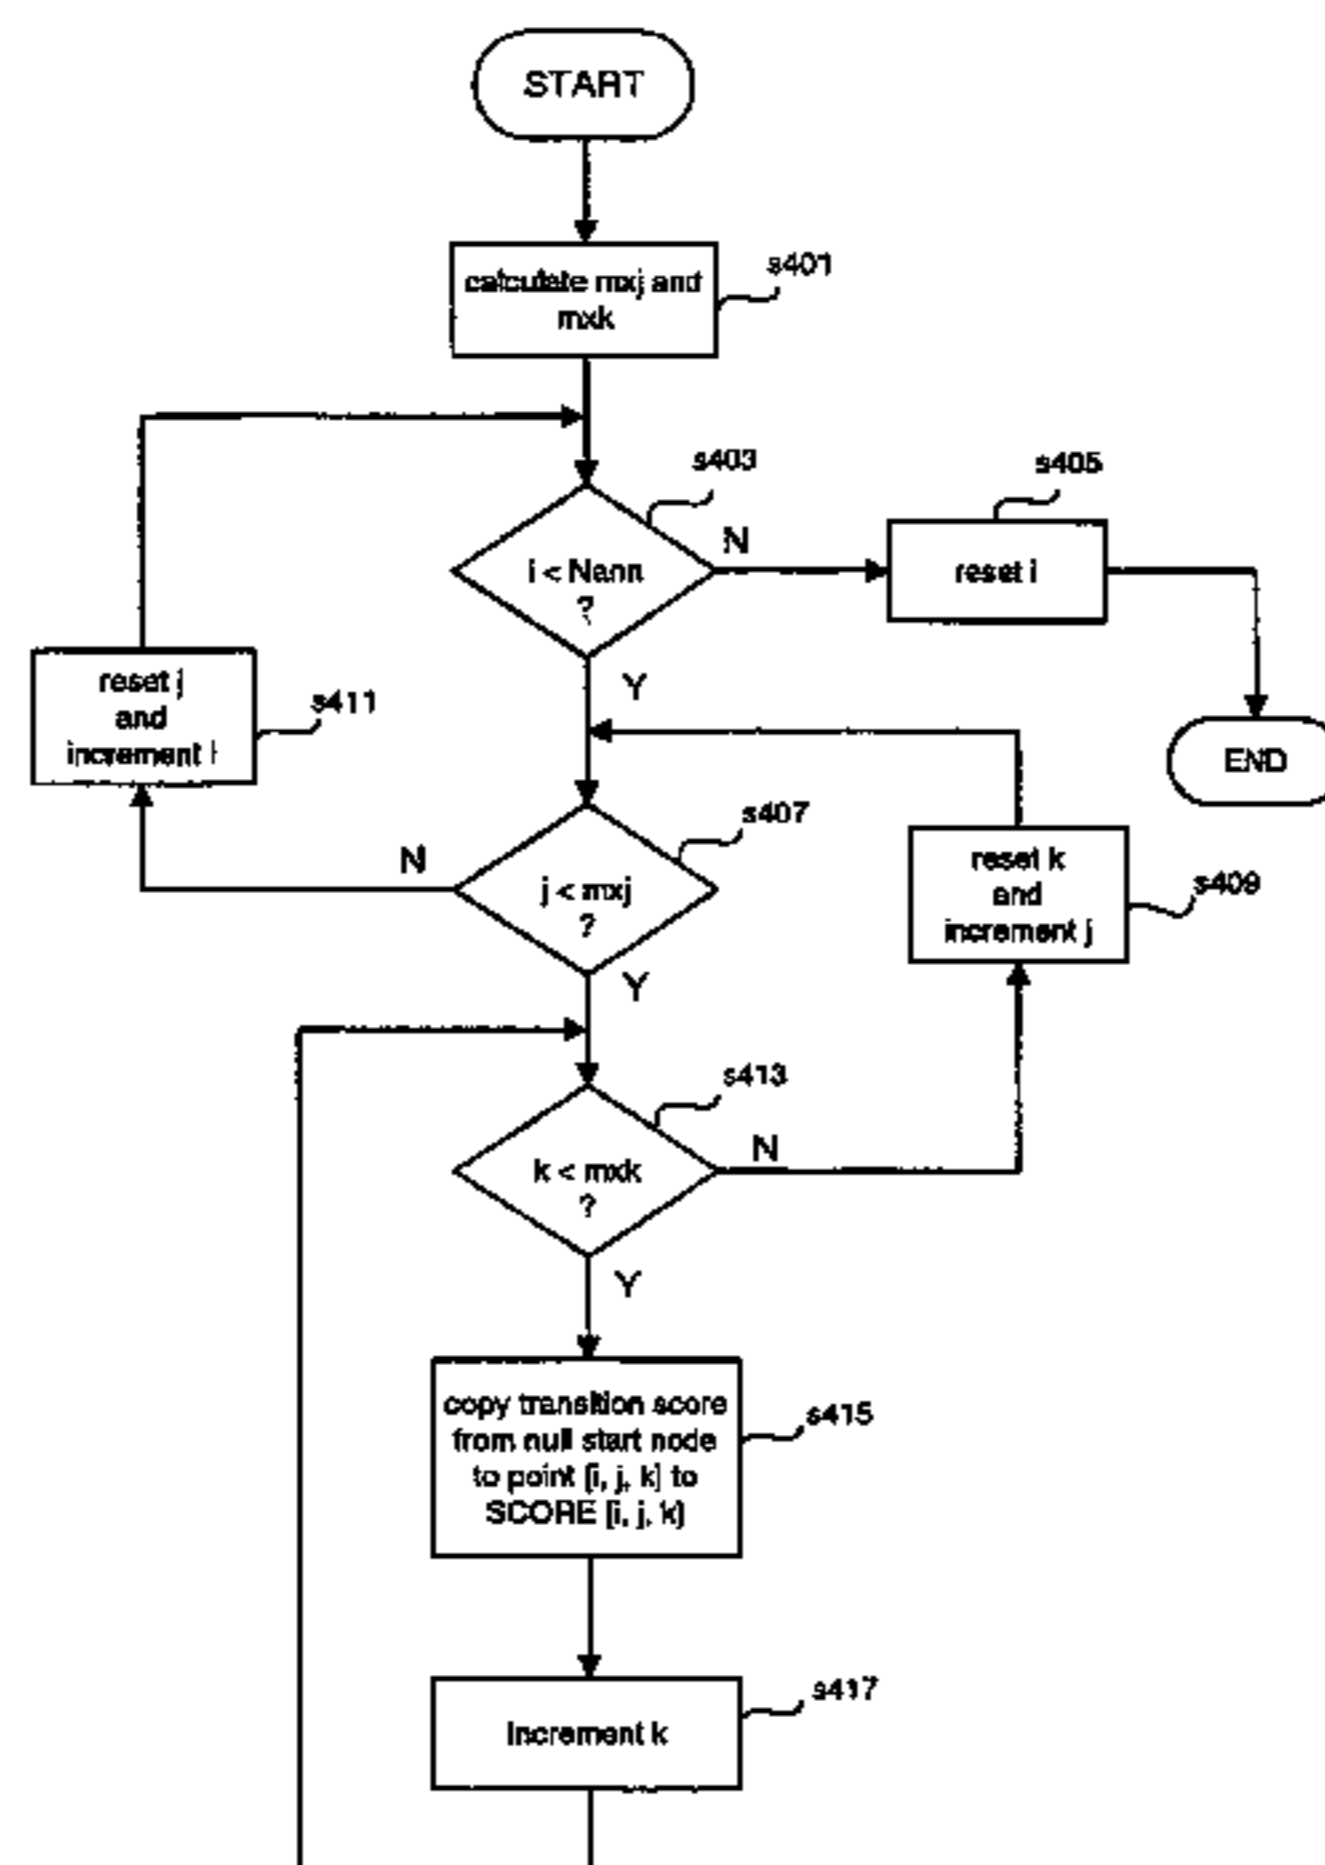 START
calculate mxj and
mxk
s401
s403
i < Nann
?
N
s405
reset i
Y
reset j
and
increment i
s411
END
s407
j < mxj
?
N
Y
reset k
and
increment j
s409
s413
k < mxk
?
N
Y
copy transition score
from null start node
to point [i, j, k] to
SCORE [i, j, k]
s415
increment k
s417